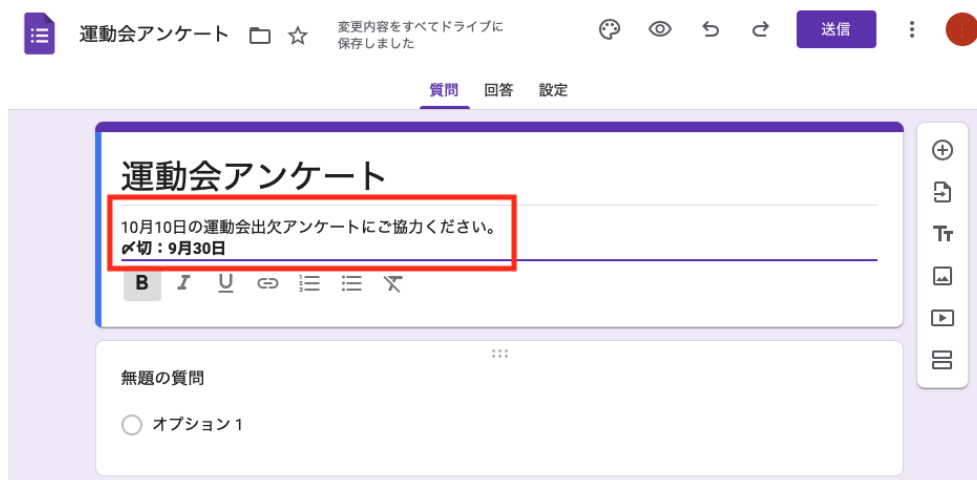 運動会アンケート
変更内容をすべてドライブに
保存しました
送信
質問 回答 設定
運動会アンケート
10月10日の運動会出欠アンケートにご協力ください。
〆切：9月30日
B I U
TT
無題の質問
オプション 1